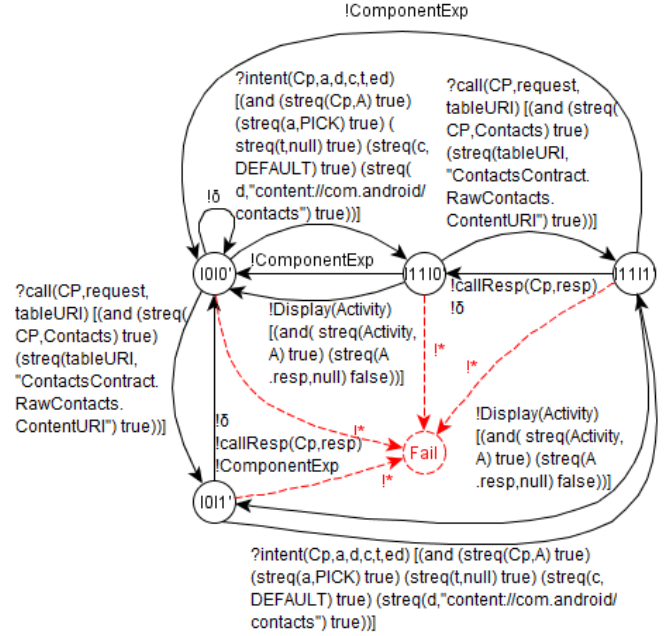 !ComponentExp
?intent(Cp,a,d,c,t,ed)
[(and (streq(Cp,A) true)
(streq(a,PICK) true) (
streq(t,null) true) (streq(c,
DEFAULT) true) (streq(
d,"content://com.android/
contacts") true))]
?call(CP,request,
tableURI) [(and (streq(
CP,Contacts) true)
(streq(tableURI,
"ContactsContract.
RawContacts.
ContentURI") true))]
!δ
!ComponentExp
l0l0'
l1l1l0
l1l1l1
!callResp(Cp,resp)
!δ
?call(CP,request,
tableURI) [(and (streq(
CP,Contacts) true)
(streq(tableURI,
"ContactsContract.
RawContacts.
ContentURI") true))]
!Display(Activity)
[(and( streq(Activity,
A) true) (streq(A
.resp,null) false))]
!*
!*
!*
Fail
!Display(Activity)
[(and( streq(Activity,
A) true) (streq(A
.resp,null) false))]
!δ
!callResp(Cp,resp)
!ComponentExp
!*
l0l1'
?intent(Cp,a,d,c,t,ed) [(and (streq(Cp,A) true)
(streq(a,PICK) true) (streq(t,null) true) (streq(c,
DEFAULT) true) (streq(d,"content://com.android/
contacts") true))]